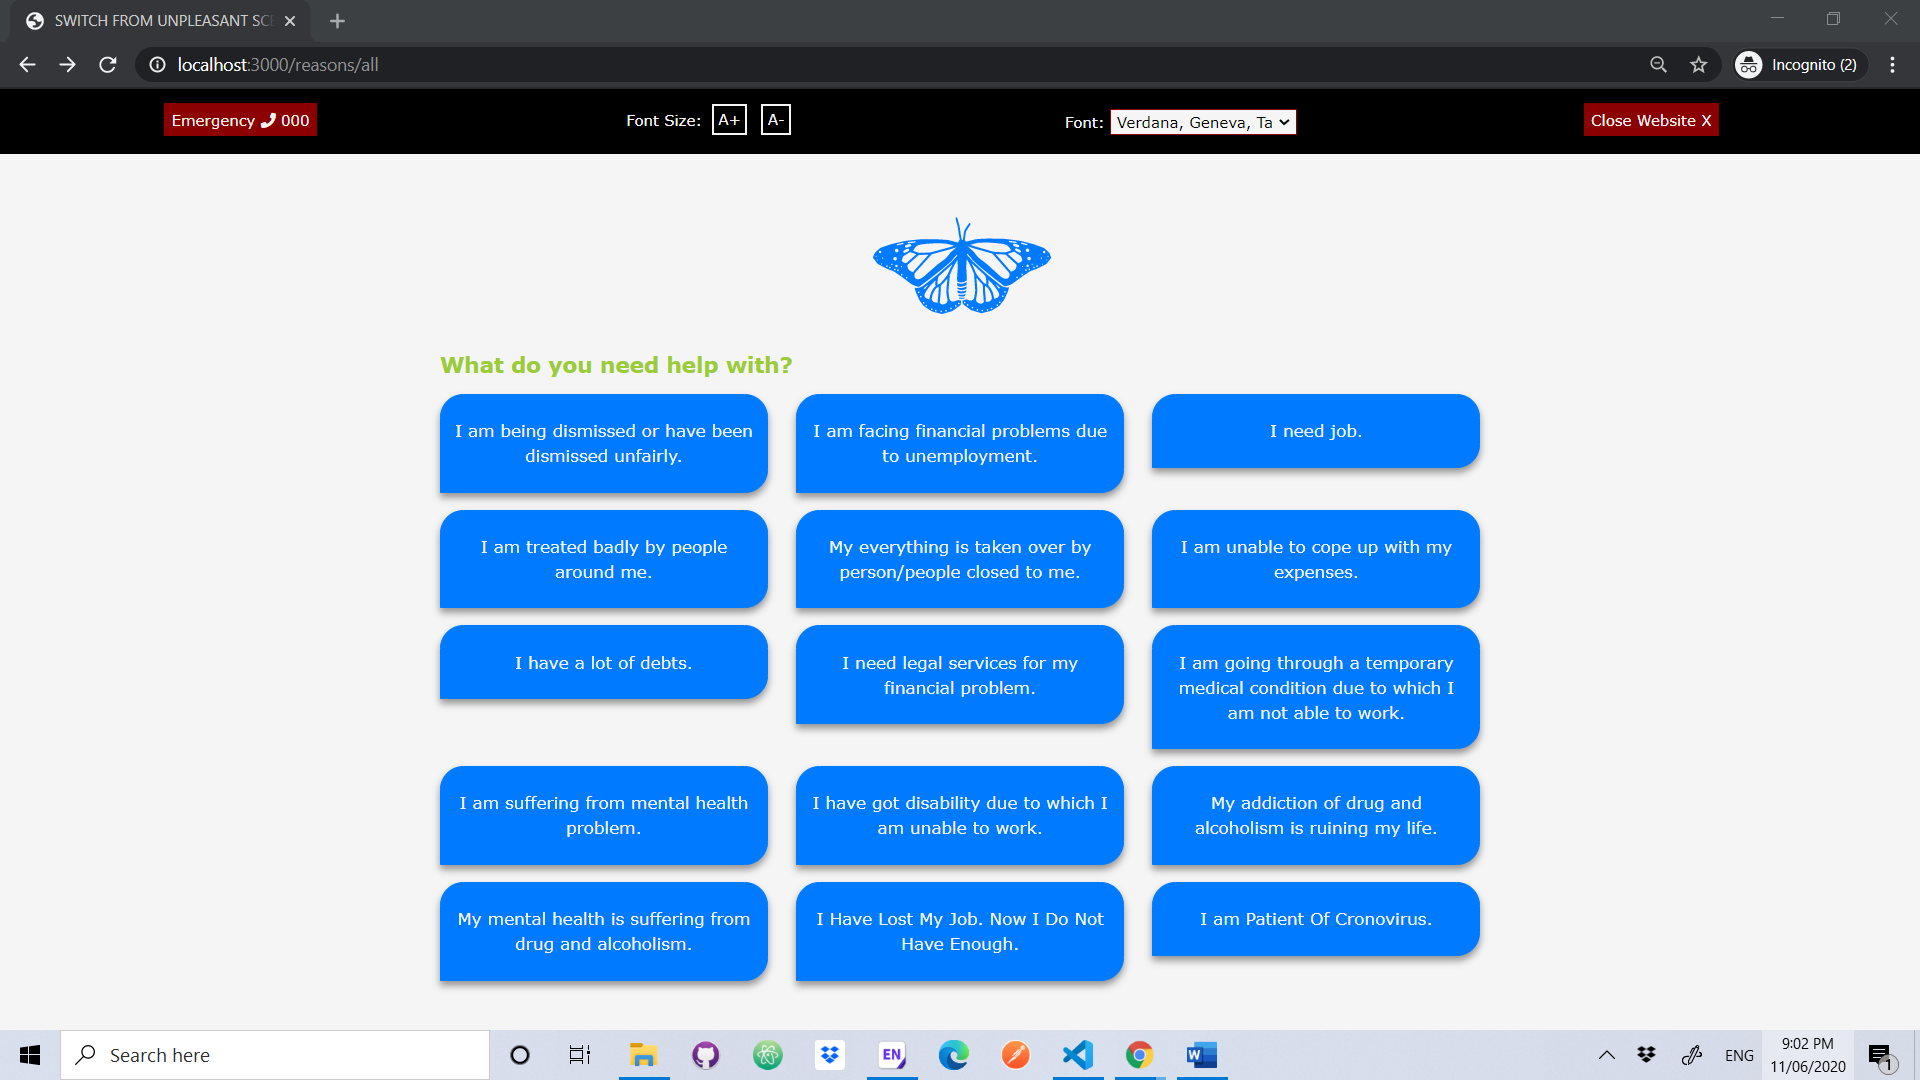 SWITCH FROM UNPLEASANT SC
localhost:3000/reasons/all
Incognito (2)
Emergency 000
Font Size: A+ A-
Font: Verdana, Geneva, Ta
Close Website X
What do you need help with?
I am being dismissed or have been
dismissed unfairly.
I am facing financial problems due
to unemployment.
I need job.
I am treated badly by people
around me.
My everything is taken over by
person/people closed to me.
I am unable to cope up with my
expenses.
I have a lot of debts.
I need legal services for my
financial problem.
I am going through a temporary
medical condition due to which I
am not able to work.
I am suffering from mental health
problem.
I have got disability due to which I
am unable to work.
My addiction of drug and
alcoholism is ruining my life.
My mental health is suffering from
drug and alcoholism.
I Have Lost My Job. Now I Do Not
Have Enough.
I am Patient Of Cronovirus.
Search here
EN
W
ENG
9:02 PM
11/06/2020
1